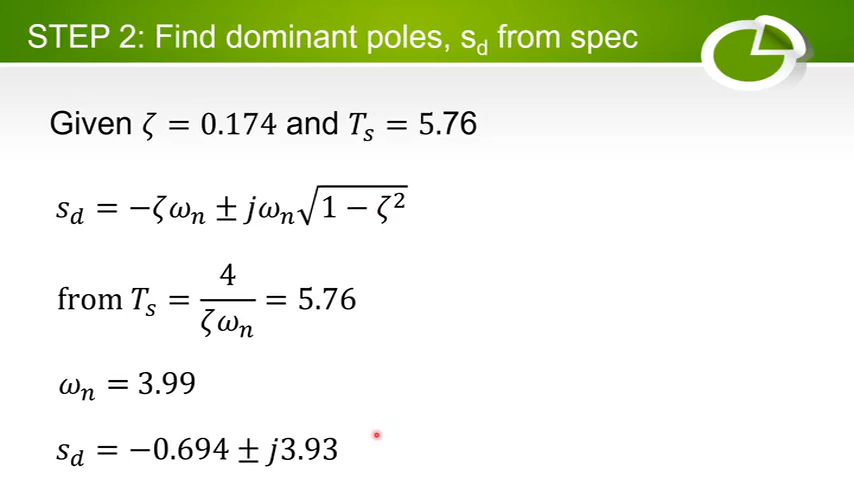 STEP 2: Find dominant poles, s_d from spec
Given ζ = 0.174 and T_s = 5.76
s_d = −ζω_n ± jω_n√(1 − ζ²)
from T_s = 4/(ζω_n) = 5.76
ω_n = 3.99
s_d = −0.694 ± j3.93